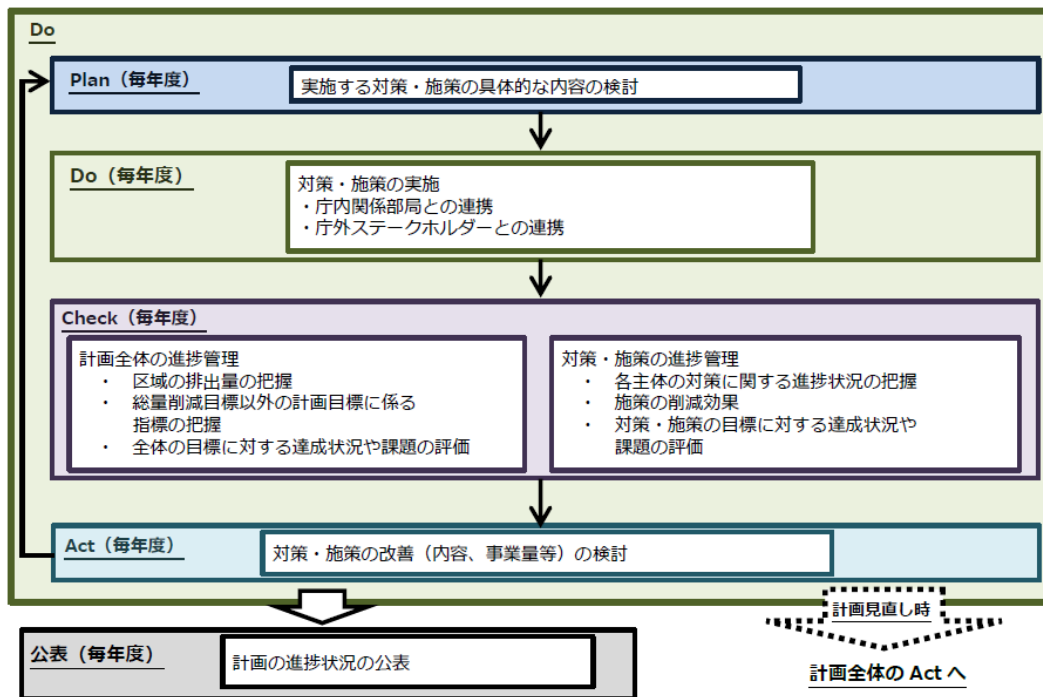 Do
Plan（毎年度）
実施する対策・施策の具体的な内容の検討
Do（毎年度）
対策・施策の実施
・庁内関係部局との連携
・庁外ステークホルダーとの連携
Check（毎年度）
計画全体の進捗管理
・ 区域の排出量の把握
・ 総量削減目標以外の計画目標に係る
指標の把握
・ 全体の目標に対する達成状況や課題の評価
対策・施策の進捗管理
・ 各主体の対策に関する進捗状況の把握
・ 施策の削減効果
・ 対策・施策の目標に対する達成状況や
課題の評価
Act（毎年度）
対策・施策の改善（内容、事業量等）の検討
計画見直し時
計画全体の Act へ
公表（毎年度）
計画の進捗状況の公表